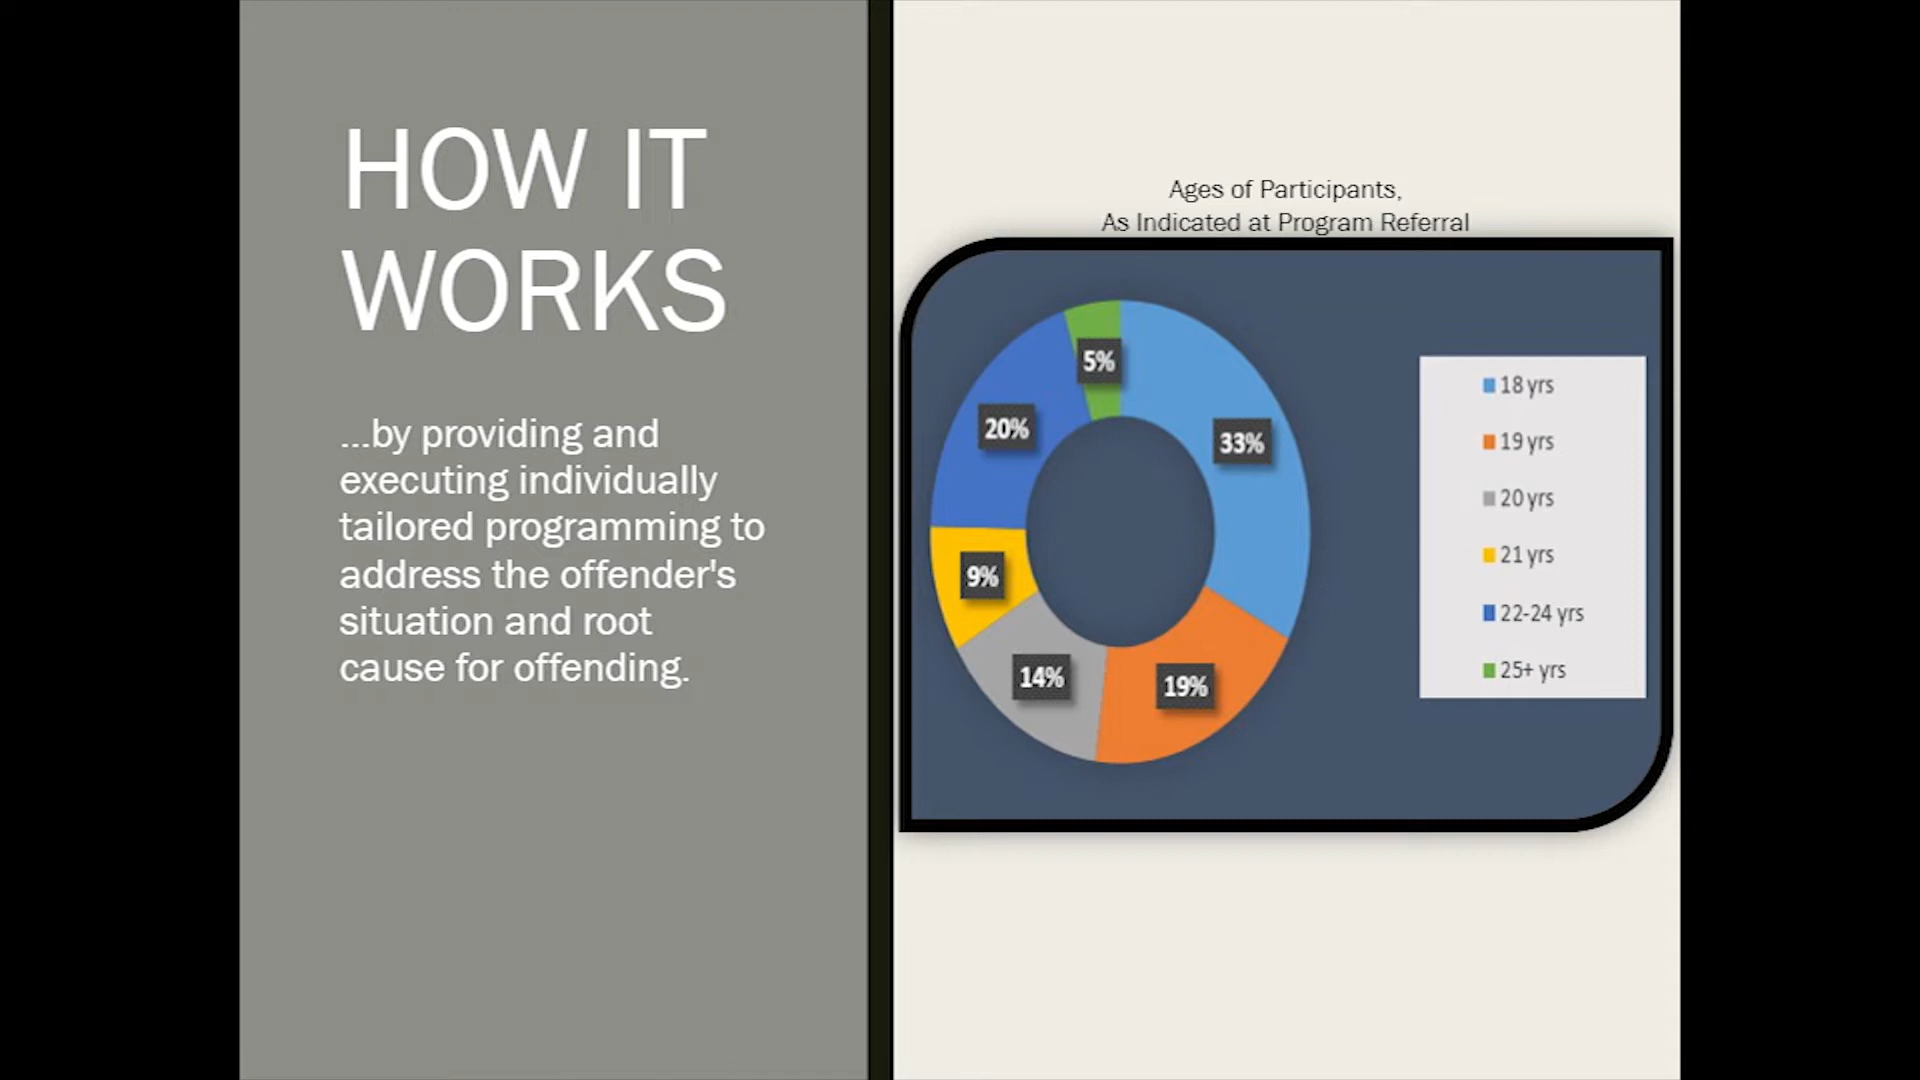 HOW IT
WORKS
...by providing and
executing individually
tailored programming to
address the offender's
situation and root
cause for offending.
Ages of Participants,
As Indicated at Program Referral
5%
20%
33%
9%
14%
19%
18 yrs
19 yrs
20 yrs
21 yrs
22-24 yrs
25+ yrs